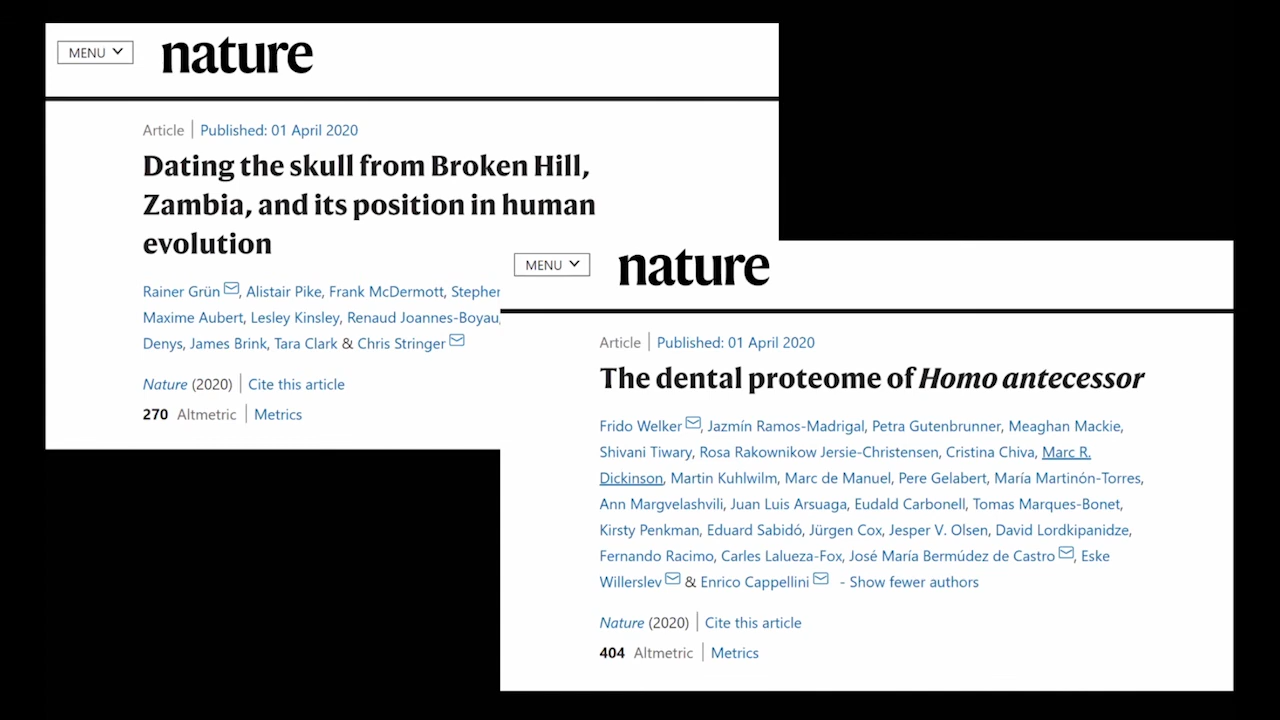 MENU
nature
Article | Published: 01 April 2020
Dating the skull from Broken Hill,
Zambia, and its position in human
evolution
Rainer Grün, Alistair Pike, Frank McDermott,
Maxime Aubert, Lesley Kinsley, Renaud Joannes-Boyau,
Denys, James Brink, Tara Clark & Chris Stringer
Nature (2020) | Cite this article
270 Altmetric | Metrics
MENU
nature
Article | Published: 01 April 2020
The dental proteome of Homo antecessor
Frido Welker, Jazmín Ramos-Madrigal, Petra Gutenbrunner, Meaghan Mackie,
Shivani Tiwary, Rosa Rakownikow Jersie-Christensen, Cristina Chiva, Marc R.
Dickinson, Martin Kuhlwilm, Marc de Manuel, Pere Gelabert, María Martinón-Torres,
Ann Margvelashvili, Juan Luis Arsuaga, Eudald Carbonell, Tomas Marques-Bonet,
Kirsty Penkman, Eduard Sabidó, Jürgen Cox, Jesper V. Olsen, David Lordkipanidze,
Fernando Racimo, Carles Lalueza-Fox, José María Bermúdez de Castro, Eske
Willerslev & Enrico Cappellini - Show fewer authors
Nature (2020) | Cite this article
404 Altmetric | Metrics